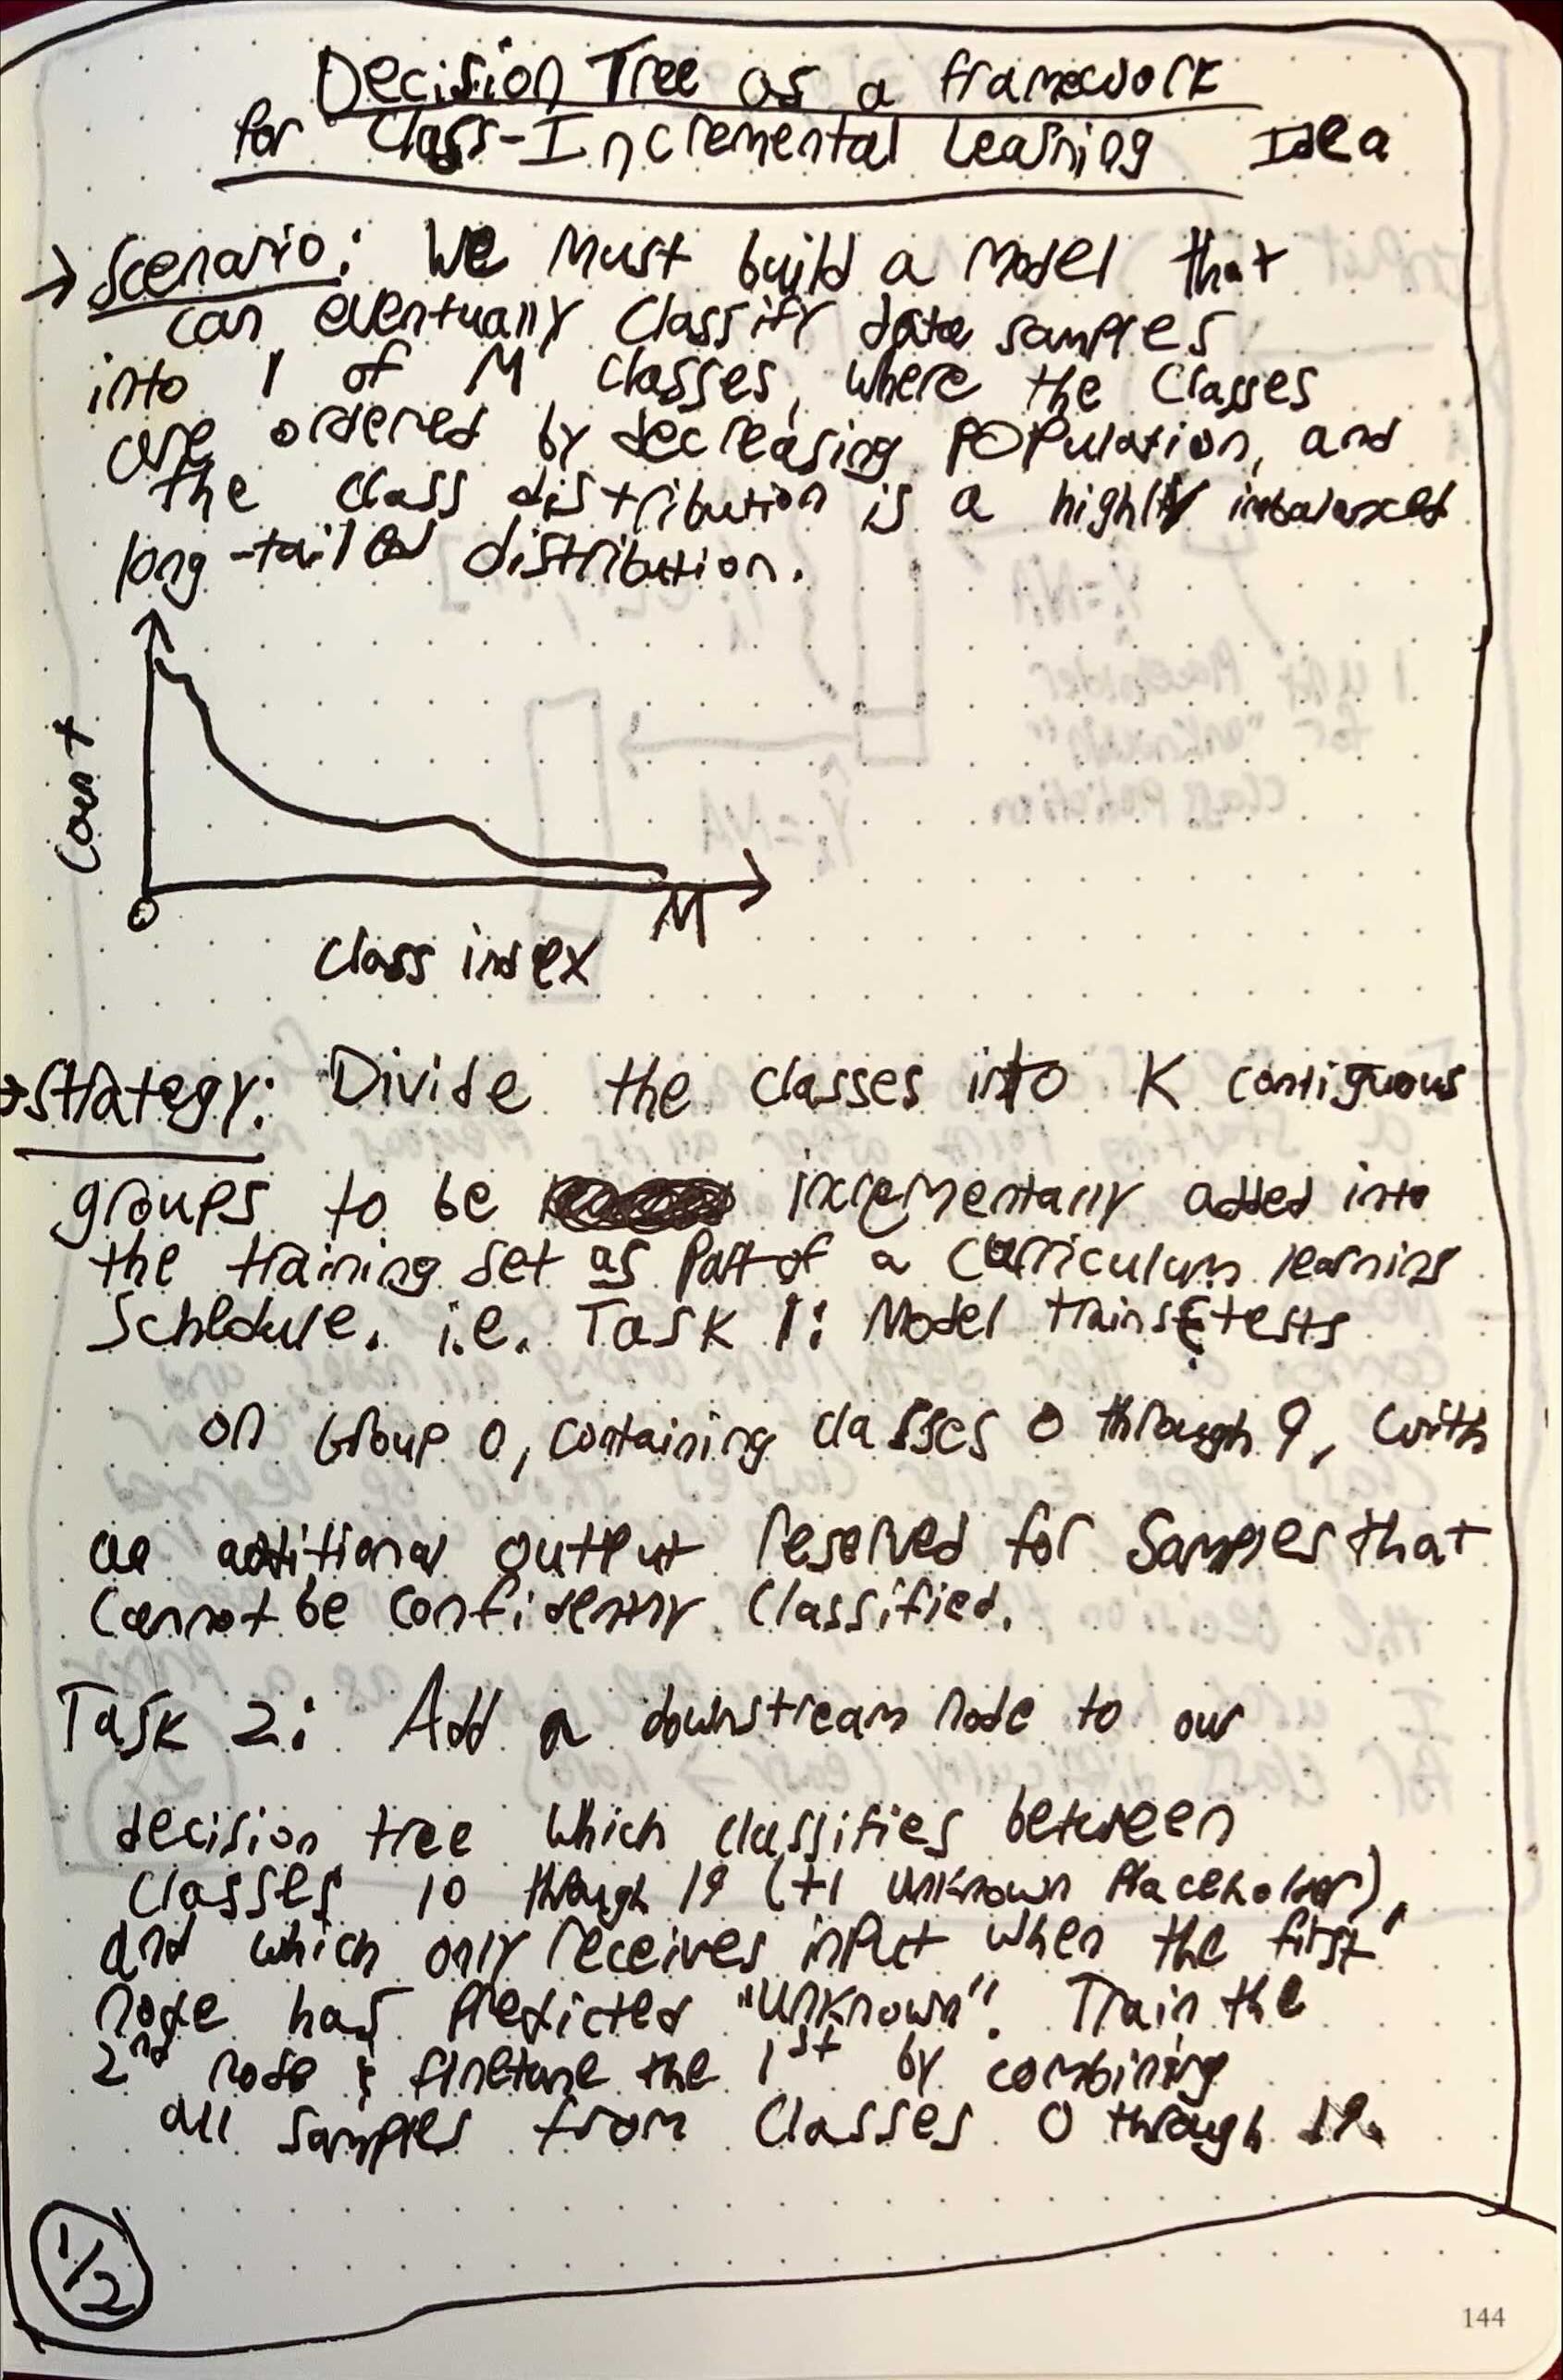 Decision Tree as a framework
for Class-Incremental Learning Idea
→ Scenario: We must build a model that
can eventually classify data samples
into 1 of M classes, where the classes
are ordered by decreasing population, and
the class distribution is a highly imbalanced
long-tailed distribution.
Count
0
M
Class index
→ Strategy: Divide the classes into K contiguous
groups to be incrementally added into
the training set as part of a curriculum learning
schedule. i.e. Task 1: Model trains & tests
on Group 0, containing classes 0 through 9, with
an additional output reserved for samples that
cannot be confidently classified.
Task 2: Add a downstream node to our
decision tree which classifies between
classes 10 through 19 (+1 unknown placeholder),
and which only receives input when the first
node has predicted "unknown". Train the
2nd node & finetune the 1st by combining
all samples from classes 0 through 19.
1/2
144